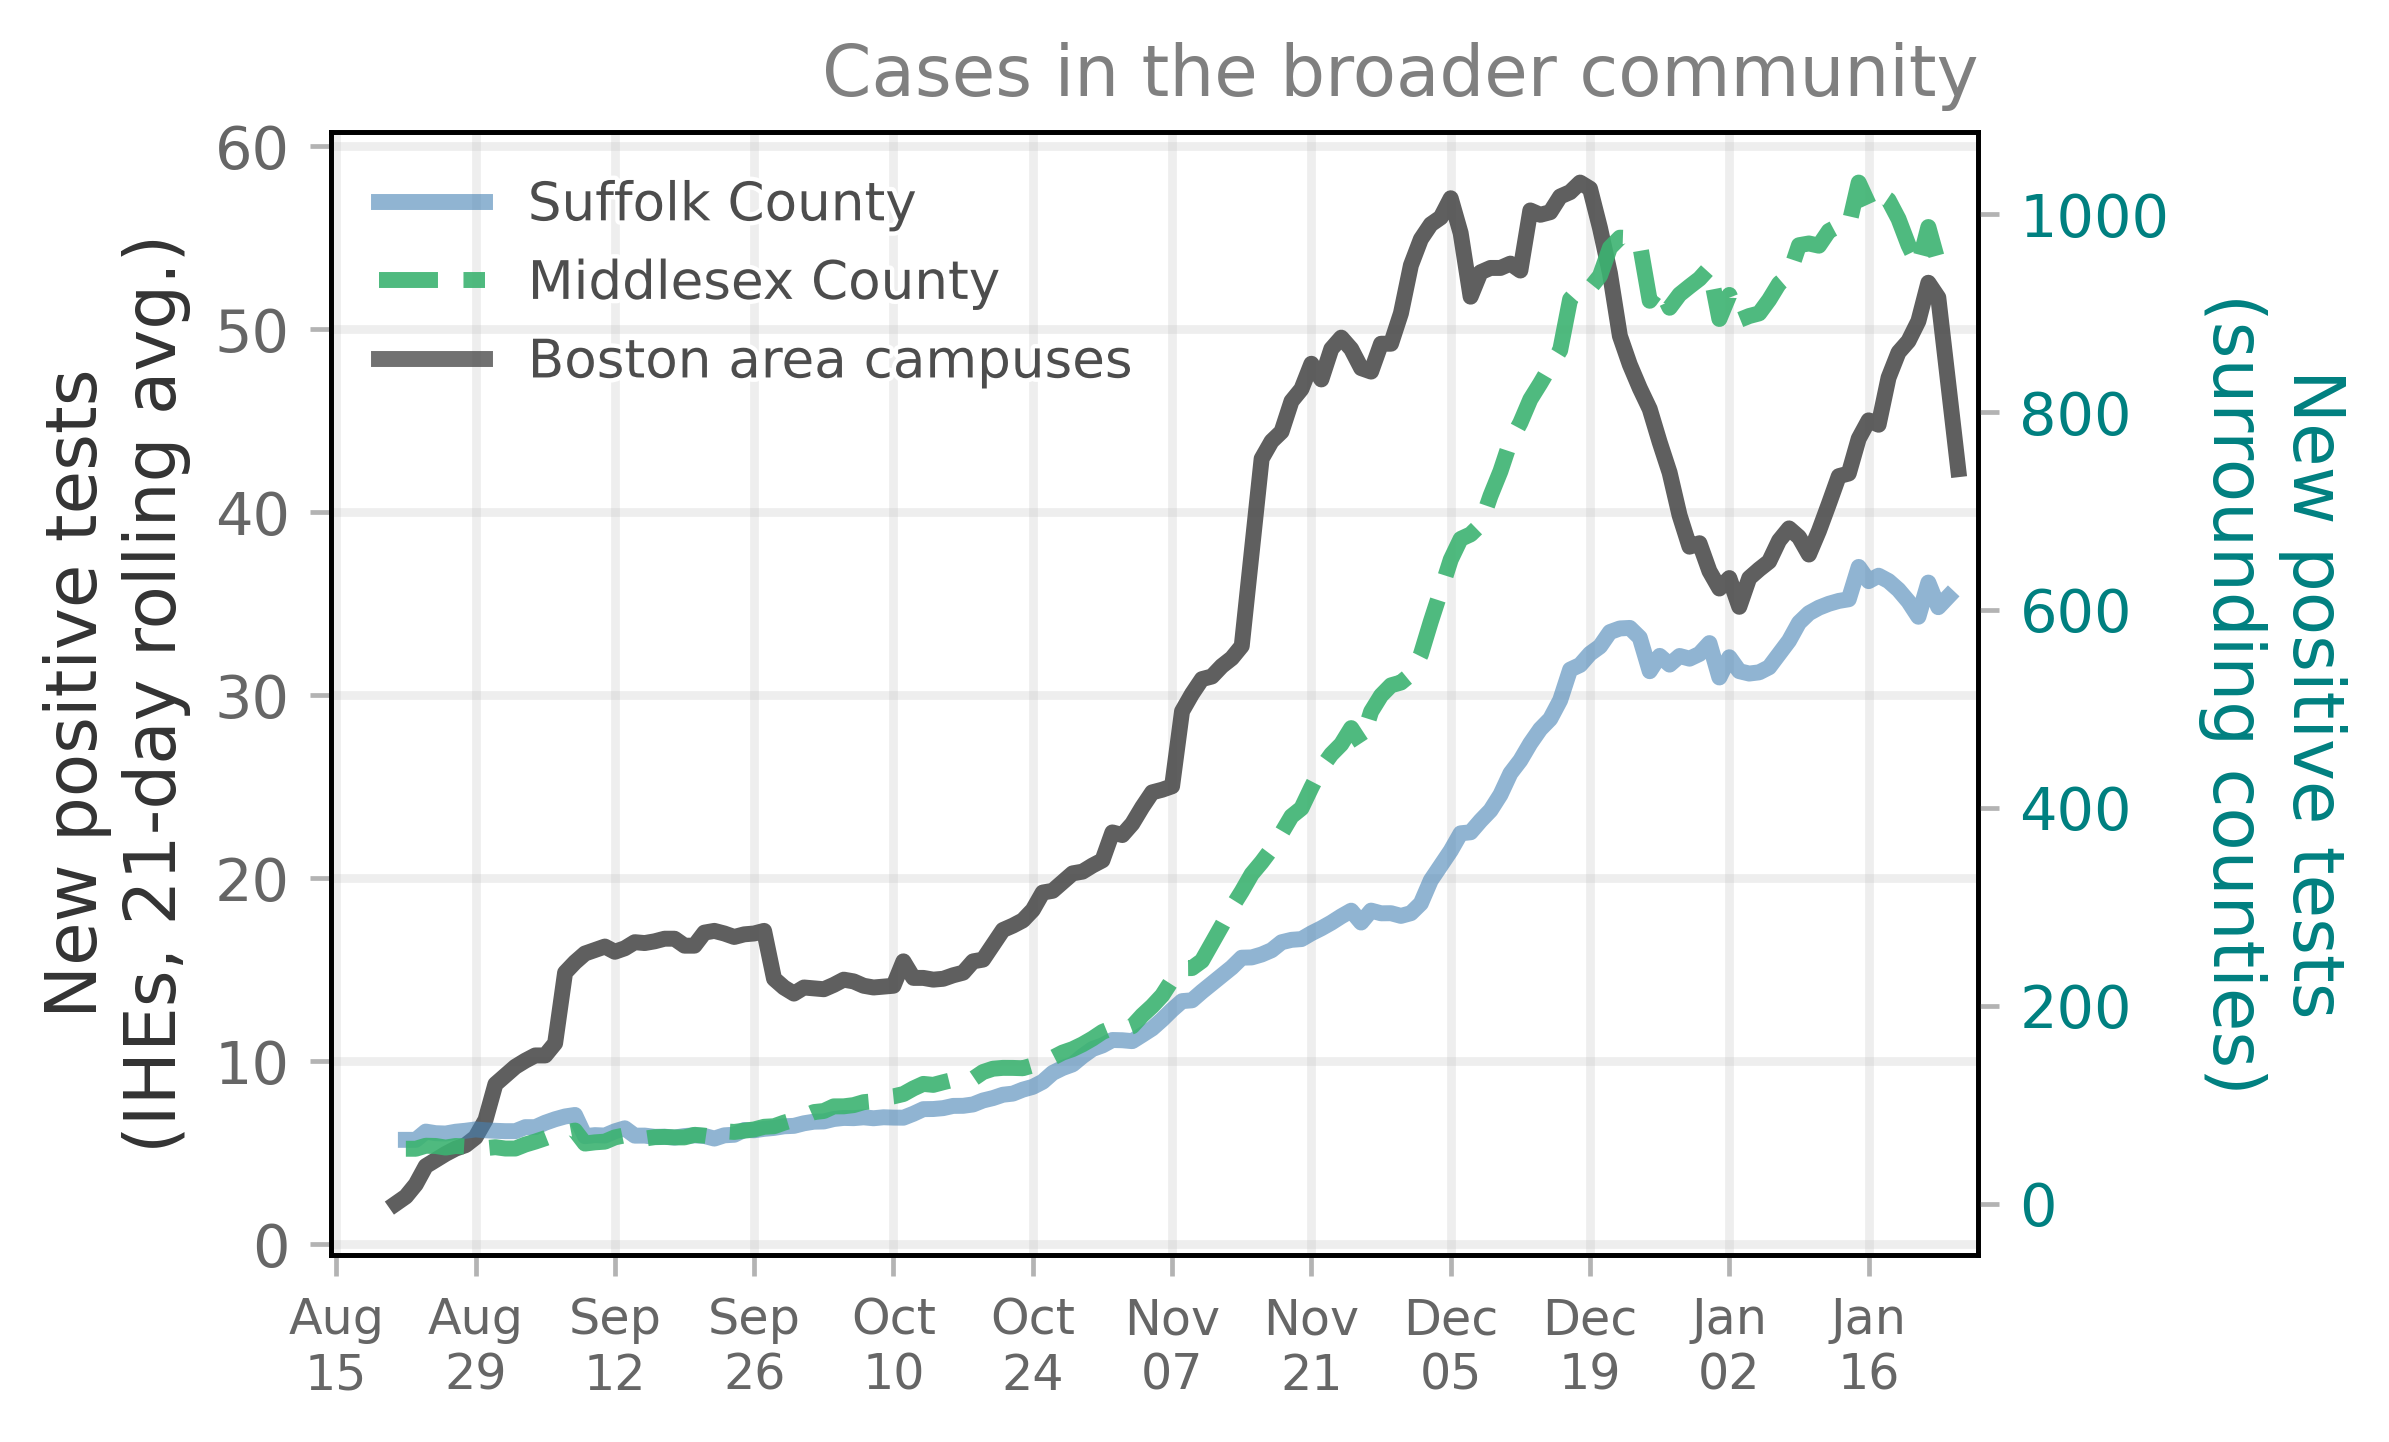 Cases in the broader community
New positive tests
(IHEs, 21-day rolling avg.)
60
50
40
30
20
10
0
Suffolk County
Middlesex County
Boston area campuses
1000
800
600
400
200
0
New positive tests
(surrounding counties)
Aug 15
Aug 29
Sep 12
Sep 26
Oct 10
Oct 24
Nov 07
Nov 21
Dec 05
Dec 19
Jan 02
Jan 16